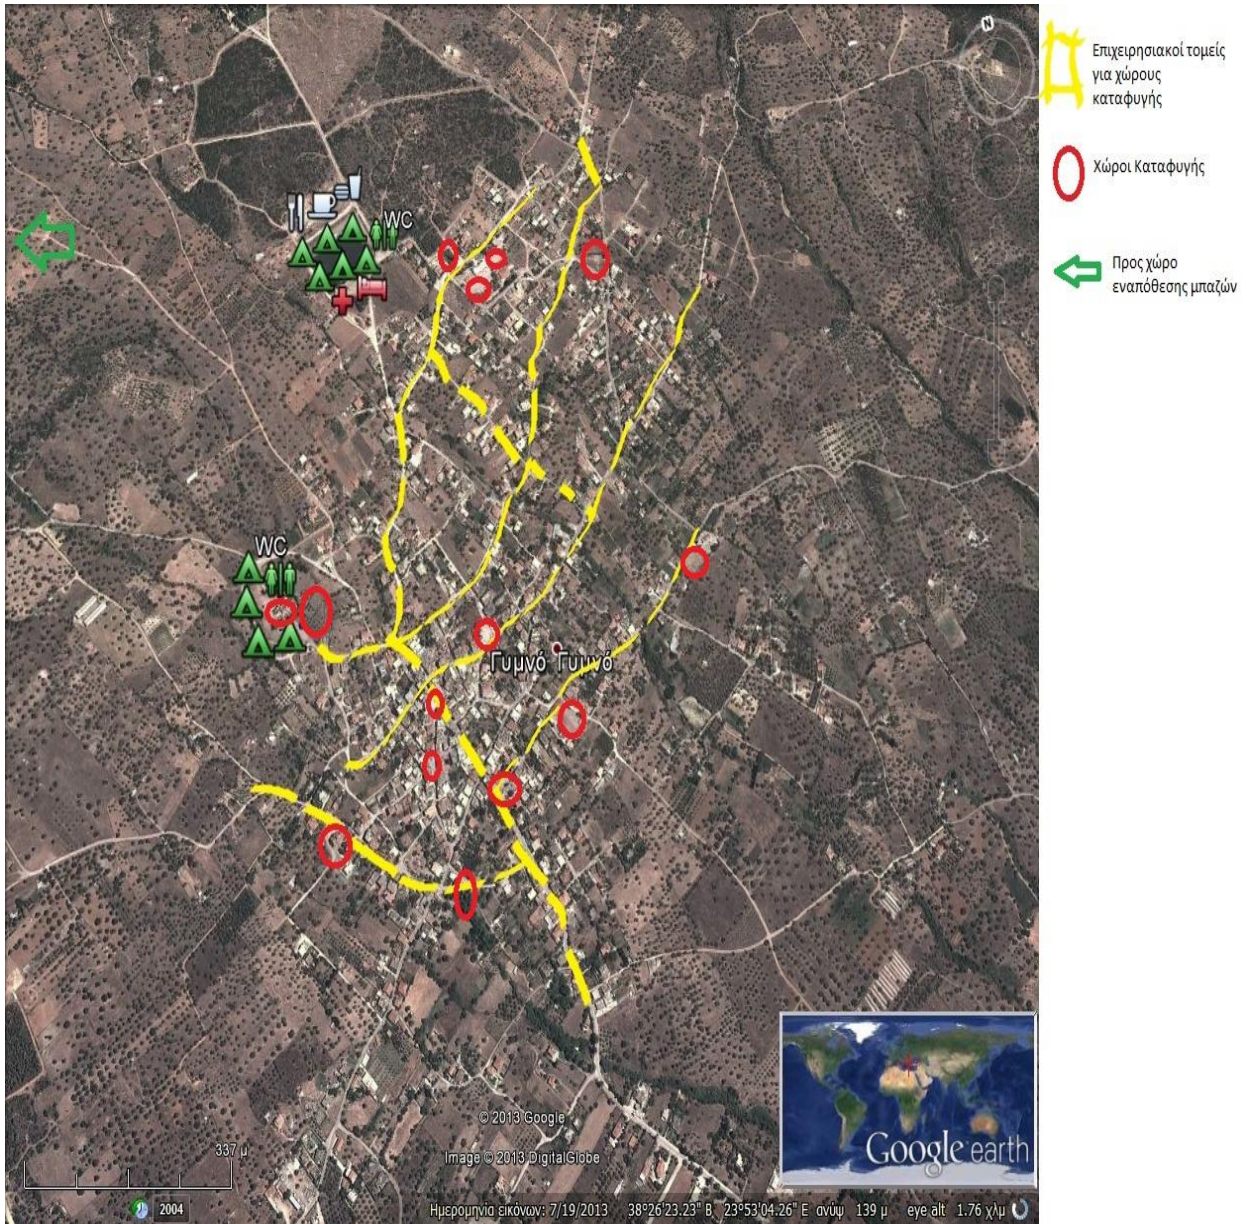 N
Επιχειρησιακοί τομείς
για χώρους
καταφυγής
Χώροι Καταφυγής
Προς χώρο
εναπόθεσης μπαζών
WC
WC
Γυμνό Γυμνό
© 2013 Google
Image © 2013 DigitalGlobe
337 μ
Google earth
2004
Ημερομηνία εικόνων: 7/19/2013 38°26'23.23" Β 23°53'04.26" Ε ανύψ 139 μ eye alt 1.76 χλμ